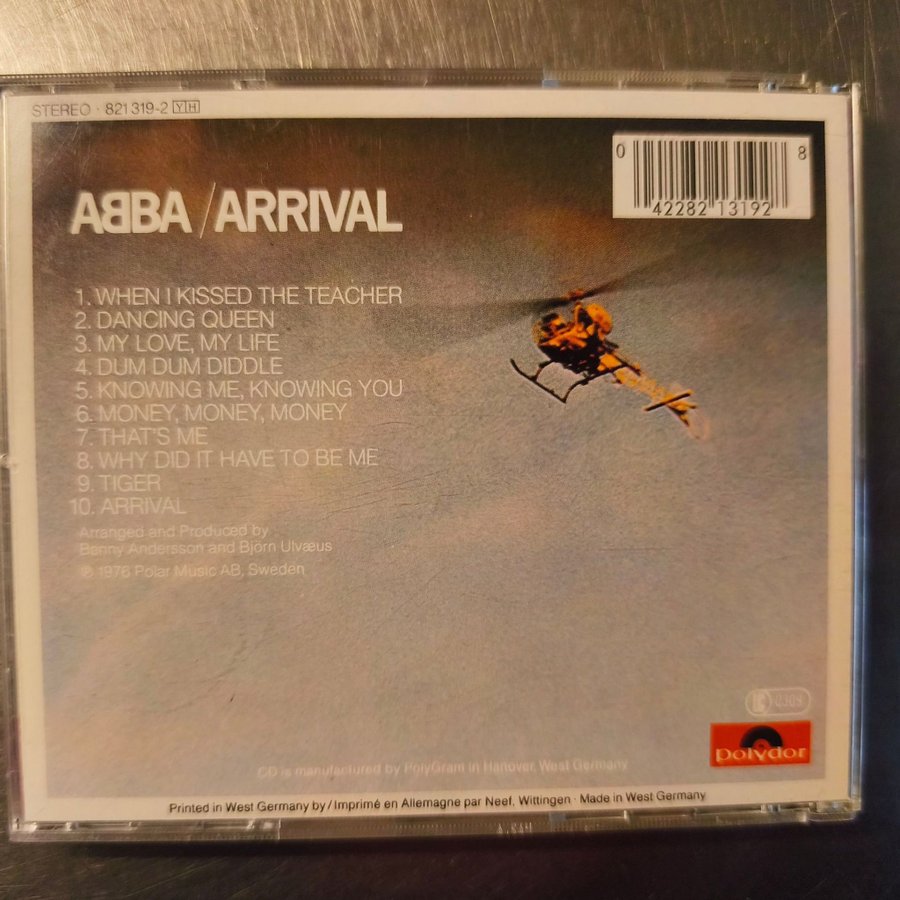 STEREO · 821 319-2 Y H
0 42282 13192 8
ABBA/ARRIVAL
1. WHEN I KISSED THE TEACHER
2. DANCING QUEEN
3. MY LOVE, MY LIFE
4. DUM DUM DIDDLE
5. KNOWING ME, KNOWING YOU
6. MONEY, MONEY, MONEY
7. THAT'S ME
8. WHY DID IT HAVE TO BE ME
9. TIGER
10. ARRIVAL
Arranged and Produced by
Benny Andersson and Björn Ulvæus
℗ 1976 Polar Music AB, Sweden
polydor
CD is manufactured by PolyGram in Hanover, West Germany
Printed in West Germany by / Imprimé en Allemagne par Neef, Wittingen · Made in West Germany